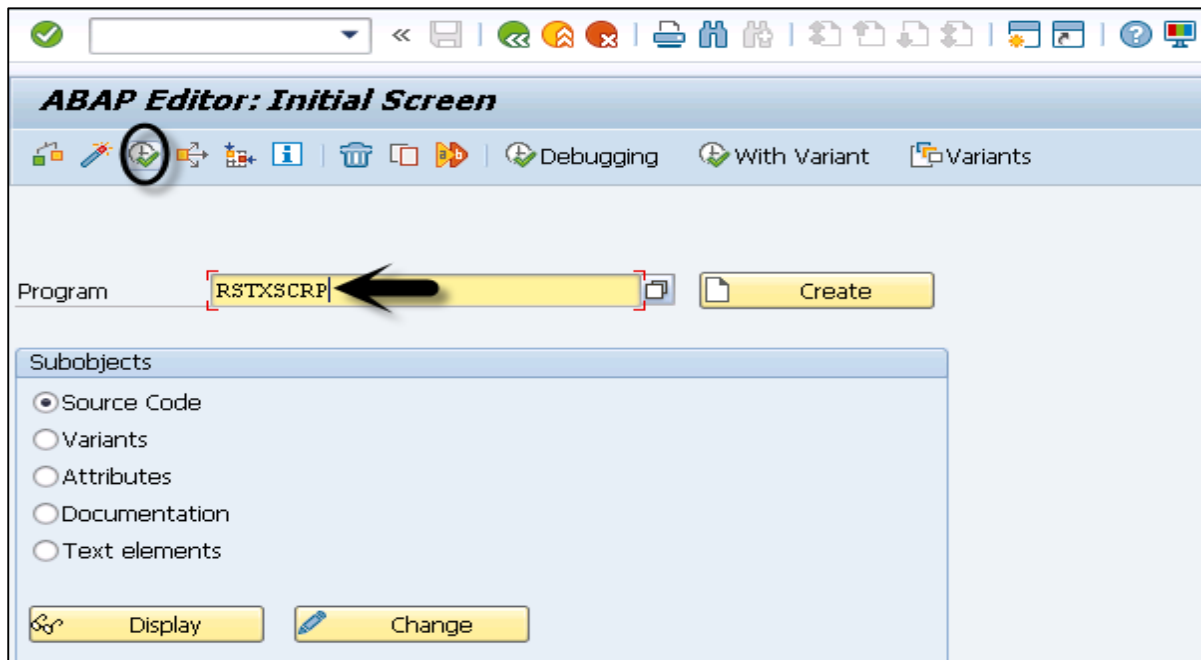 ABAP Editor: Initial Screen
Debugging With Variant Variants
Program RSTXSCRP Create
Subobjects
Source Code
Variants
Attributes
Documentation
Text elements
Display Change